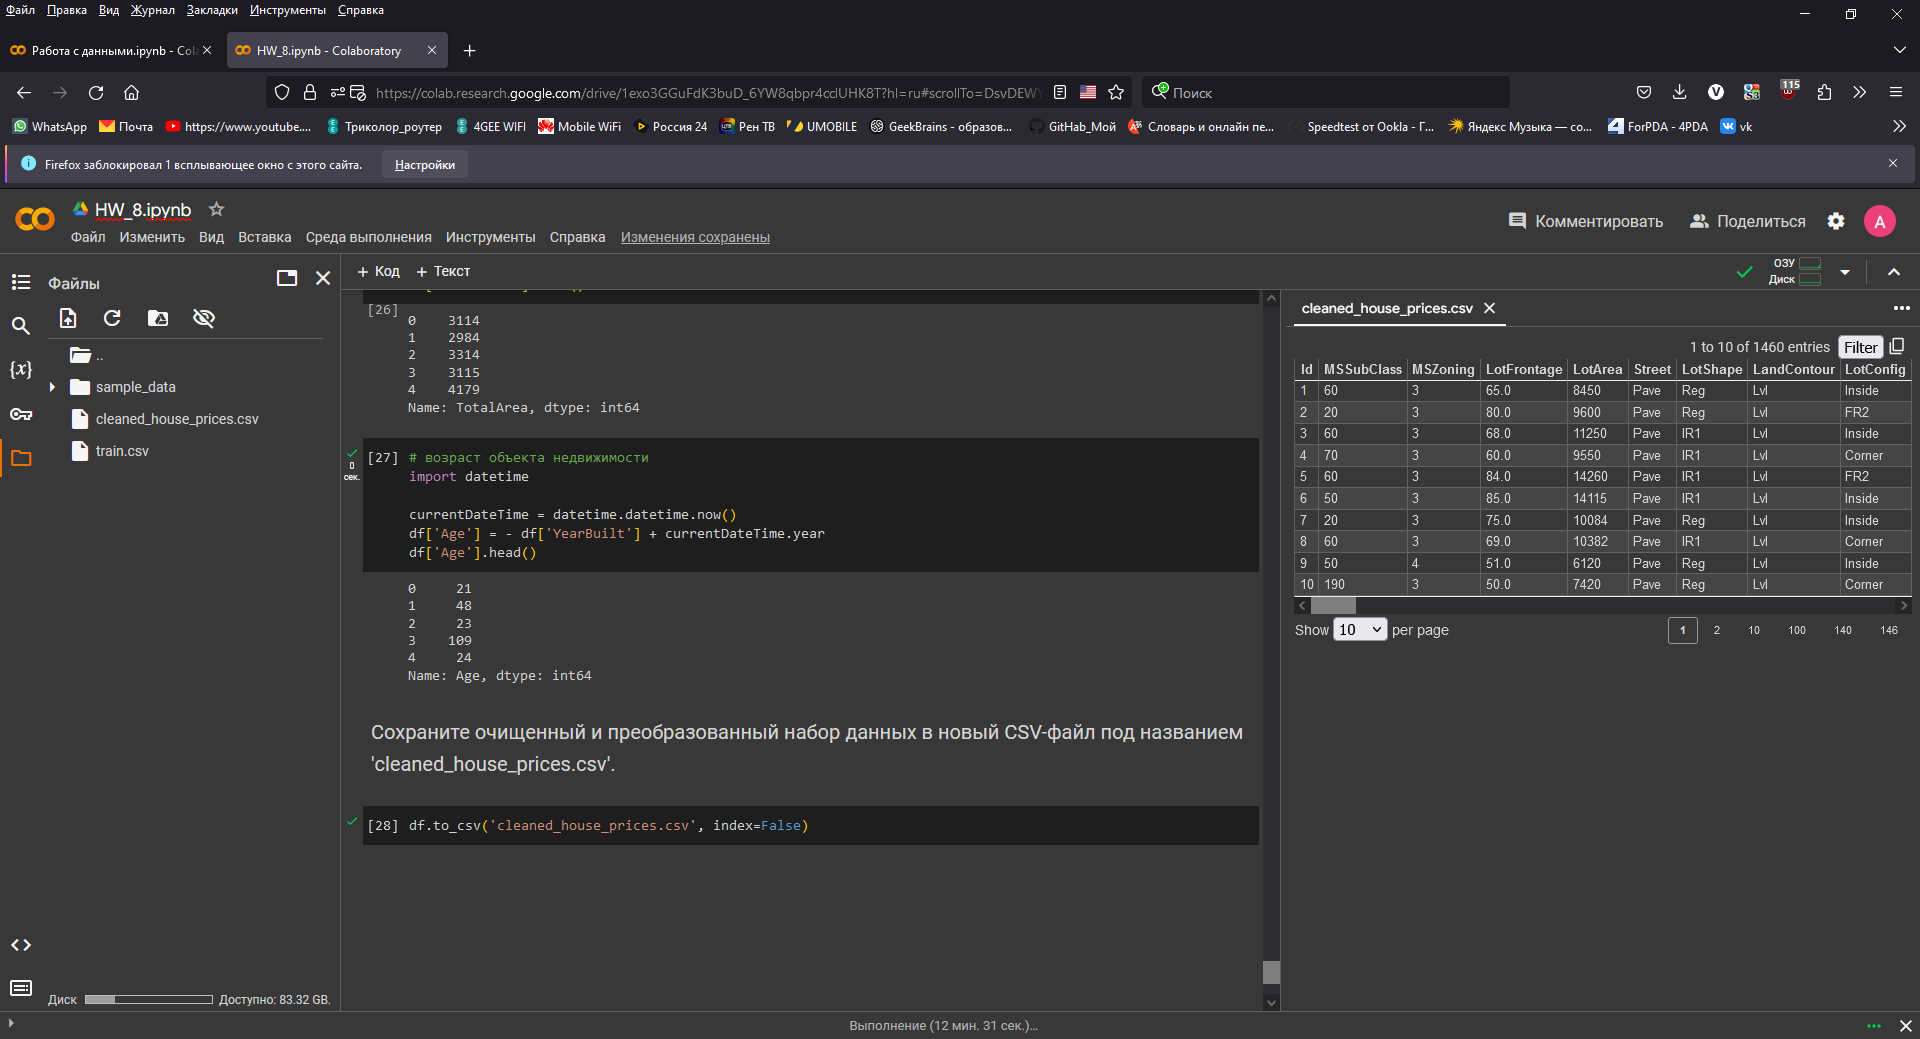 Файл Правка Вид Журнал Закладки Инструменты Справка
Работа с данными.ipynb - Cola
HW_8.ipynb - Colaboratory
https://colab.research.google.com/drive/1exo3GGuFdK3buD_6YW8qbpr4cclUHK8T?hl=ru#scrollTo=DsvDEWY
Поиск
115
WhatsApp Почта https://www.youtube.... Триколор_роутер 4GEE WIFI Mobile WiFi Россия 24 Рен ТВ UMOBILE GeekBrains - образов... GitHab_Мой Словарь и онлайн пе... Speedtest от Ookla - Г... Яндекс Музыка — со... ForPDA - 4PDA vk
Firefox заблокировал 1 всплывающее окно с этого сайта. Настройки
HW_8.ipynb
Файл Изменить Вид Вставка Среда выполнения Инструменты Справка Изменения сохранены
Комментировать Поделиться A
Файлы
..
sample_data
cleaned_house_prices.csv
train.csv
Диск Доступно: 83.32 GB.
+ Код + Текст
ОЗУ
Диск
[26]
0 3114
1 2984
2 3314
3 3115
4 4179
Name: TotalArea, dtype: int64
0
сек.
[27] # возраст объекта недвижимости
import datetime
currentDateTime = datetime.datetime.now()
df['Age'] = - df['YearBuilt'] + currentDateTime.year
df['Age'].head()
0 21
1 48
2 23
3 109
4 24
Name: Age, dtype: int64
Сохраните очищенный и преобразованный набор данных в новый CSV-файл под названием
'cleaned_house_prices.csv'.
[28] df.to_csv('cleaned_house_prices.csv', index=False)
cleaned_house_prices.csv
1 to 10 of 1460 entries Filter
Id MSSubClass MSZoning LotFrontage LotArea Street LotShape LandContour LotConfig
1 60 3 65.0 8450 Pave Reg Lvl Inside
2 20 3 80.0 9600 Pave Reg Lvl FR2
3 60 3 68.0 11250 Pave IR1 Lvl Inside
4 70 3 60.0 9550 Pave IR1 Lvl Corner
5 60 3 84.0 14260 Pave IR1 Lvl FR2
6 50 3 85.0 14115 Pave IR1 Lvl Inside
7 20 3 75.0 10084 Pave Reg Lvl Inside
8 60 3 69.0 10382 Pave IR1 Lvl Corner
9 50 4 51.0 6120 Pave Reg Lvl Inside
10 190 3 50.0 7420 Pave Reg Lvl Corner
Show 10 per page 1 2 10 100 140 146
Выполнение (12 мин. 31 сек.)...